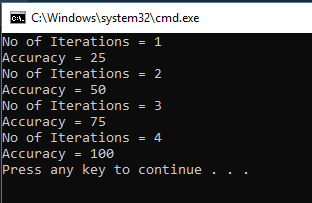 C:\Windows\system32\cmd.exe
No of Iterations = 1
Accuracy = 25
No of Iterations = 2
Accuracy = 50
No of Iterations = 3
Accuracy = 75
No of Iterations = 4
Accuracy = 100
Press any key to continue . . .